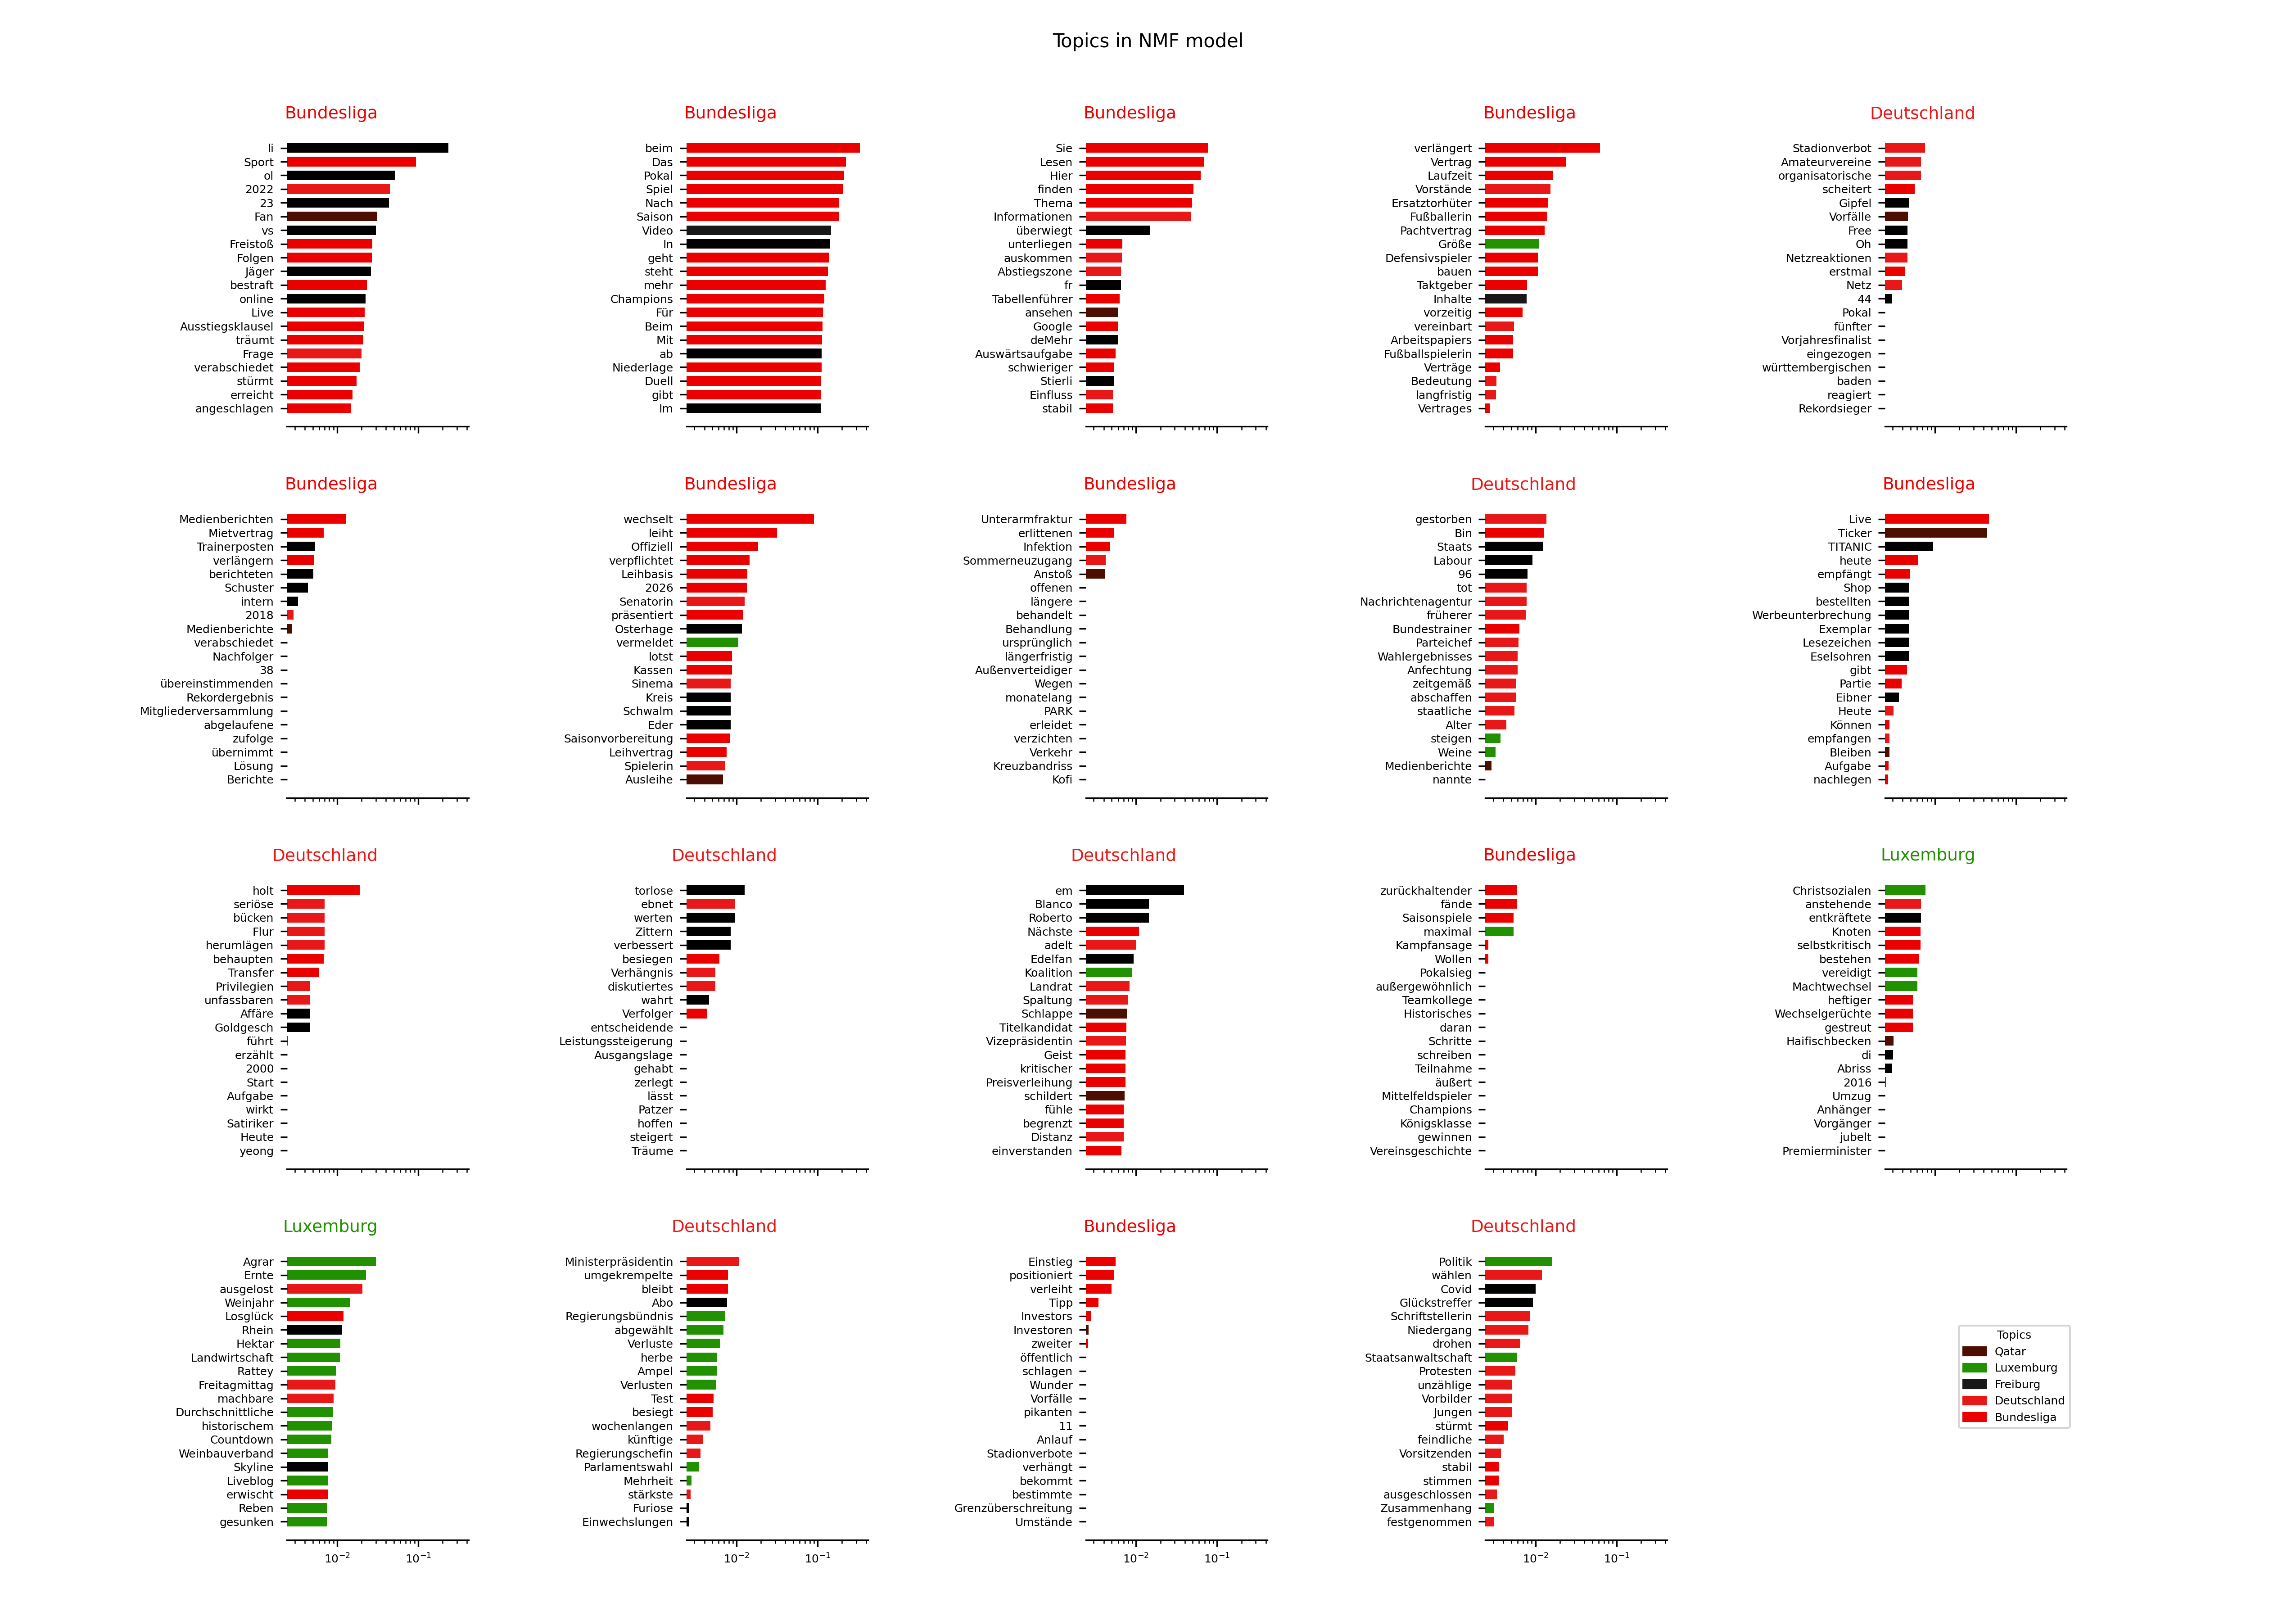 Topics in NMF model
Bundesliga
li
Sport
ol
2022
23
Fan
vs
Freistoß
Folgen
Jäger
bestraft
online
Live
Ausstiegsklausel
träumt
Frage
verabschiedet
stürmt
erreicht
angeschlagen
Bundesliga
beim
Das
Pokal
Spiel
Nach
Saison
Video
In
geht
steht
mehr
Champions
Für
Beim
Mit
ab
Niederlage
Duell
gibt
Im
Bundesliga
Sie
Lesen
Hier
finden
Thema
Informationen
überwiegt
unterliegen
auskommen
Abstiegszone
fr
Tabellenführer
ansehen
Google
deMehr
Auswärtsaufgabe
schwieriger
Stierli
Einfluss
stabil
Bundesliga
verlängert
Vertrag
Laufzeit
Vorstände
Ersatztorhüter
Fußballerin
Pachtvertrag
Größe
Defensivspieler
bauen
Taktgeber
Inhalte
vorzeitig
vereinbart
Arbeitspapiers
Fußballspielerin
Verträge
Bedeutung
langfristig
Vertrages
Deutschland
Stadionverbot
Amateurvereine
organisatorische
scheitert
Gipfel
Vorfälle
Free
Oh
Netzreaktionen
erstmal
Netz
44
Pokal
fünfter
Vorjahresfinalist
eingezogen
württembergischen
baden
reagiert
Rekordsieger
Bundesliga
Medienberichten
Mietvertrag
Trainerposten
verlängern
berichteten
Schuster
intern
2018
Medienberichte
verabschiedet
Nachfolger
38
übereinstimmenden
Rekordergebnis
Mitgliederversammlung
abgelaufene
zufolge
übernimmt
Lösung
Berichte
Bundesliga
wechselt
leiht
Offiziell
verpflichtet
Leihbasis
2026
Senatorin
präsentiert
Osterhage
vermeldet
lotst
Kassen
Sinema
Kreis
Schwalm
Eder
Saisonvorbereitung
Leihvertrag
Spielerin
Ausleihe
Bundesliga
Unterarmfraktur
erlittenen
Infektion
Sommerneuzugang
Anstoß
offenen
längere
behandelt
Behandlung
ursprünglich
längerfristig
Außenverteidiger
Wegen
monatelang
PARK
erleidet
verzichten
Verkehr
Kreuzbandriss
Kofi
Deutschland
gestorben
Bin
Staats
Labour
96
tot
Nachrichtenagentur
früherer
Bundestrainer
Parteichef
Wahlergebnisses
Anfechtung
zeitgemäß
abschaffen
staatliche
Alter
steigen
Weine
Medienberichte
nannte
Bundesliga
Live
Ticker
TITANIC
heute
empfängt
Shop
bestellten
Werbeunterbrechung
Exemplar
Lesezeichen
Eselsohren
gibt
Partie
Eibner
Heute
Können
empfangen
Bleiben
Aufgabe
nachlegen
Deutschland
holt
seriöse
bücken
Flur
herumlägen
behaupten
Transfer
Privilegien
unfassbaren
Affäre
Goldgesch
führt
erzählt
2000
Start
Aufgabe
wirkt
Satiriker
Heute
yeong
Deutschland
torlose
ebnet
werten
Zittern
verbessert
besiegen
Verhängnis
diskutiertes
wahrt
Verfolger
entscheidende
Leistungssteigerung
Ausgangslage
gehabt
zerlegt
lässt
Patzer
hoffen
steigert
Träume
Deutschland
em
Blanco
Roberto
Nächste
adelt
Edelfan
Koalition
Landrat
Spaltung
Schlappe
Titelkandidat
Vizepräsidentin
Geist
kritischer
Preisverleihung
schildert
fühle
begrenzt
Distanz
einverstanden
Bundesliga
zurückhaltender
fände
Saisonspiele
maximal
Kampfansage
Wollen
Pokalsieg
außergewöhnlich
Teamkollege
Historisches
daran
Schritte
schreiben
Teilnahme
äußert
Mittelfeldspieler
Champions
Königsklasse
gewinnen
Vereinsgeschichte
Luxemburg
Christsozialen
anstehende
entkräftete
Knoten
selbstkritisch
bestehen
vereidigt
Machtwechsel
heftiger
Wechselgerüchte
gestreut
Haifischbecken
di
Abriss
2016
Umzug
Anhänger
Vorgänger
jubelt
Premierminister
Luxemburg
Agrar
Ernte
ausgelost
Weinjahr
Losglück
Rhein
Hektar
Landwirtschaft
Rattey
Freitagmittag
machbare
Durchschnittliche
historischem
Countdown
Weinbauverband
Skyline
Liveblog
erwischt
Reben
gesunken
10⁻² 10⁻¹
Deutschland
Ministerpräsidentin
umgekrempelte
bleibt
Abo
Regierungsbündnis
abgewählt
Verluste
herbe
Ampel
Verlusten
Test
besiegt
wochenlangen
künftige
Regierungschefin
Parlamentswahl
Mehrheit
stärkste
Furiose
Einwechslungen
10⁻² 10⁻¹
Bundesliga
Einstieg
positioniert
verleiht
Tipp
Investors
Investoren
zweiter
öffentlich
schlagen
Wunder
Vorfälle
pikanten
11
Anlauf
Stadionverbote
verhängt
bekommt
bestimmte
Grenzüberschreitung
Umstände
10⁻² 10⁻¹
Deutschland
Politik
wählen
Covid
Glückstreffer
Schriftstellerin
Niedergang
drohen
Staatsanwaltschaft
Protesten
unzählige
Vorbilder
Jungen
stürmt
feindliche
Vorsitzenden
stabil
stimmen
ausgeschlossen
Zusammenhang
festgenommen
10⁻² 10⁻¹
Topics
Qatar
Luxemburg
Freiburg
Deutschland
Bundesliga